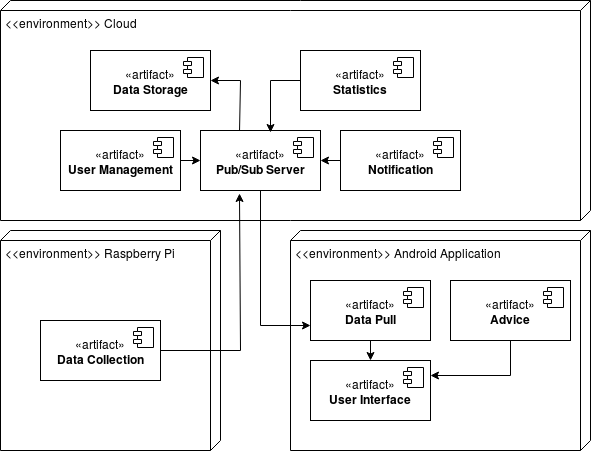 <<environment>> Cloud
«artifact»
Data Storage
«artifact»
Statistics
«artifact»
User Management
«artifact»
Pub/Sub Server
«artifact»
Notification
<<environment>> Raspberry Pi
«artifact»
Data Collection
<<environment>> Android Application
«artifact»
Data Pull
«artifact»
Advice
«artifact»
User Interface